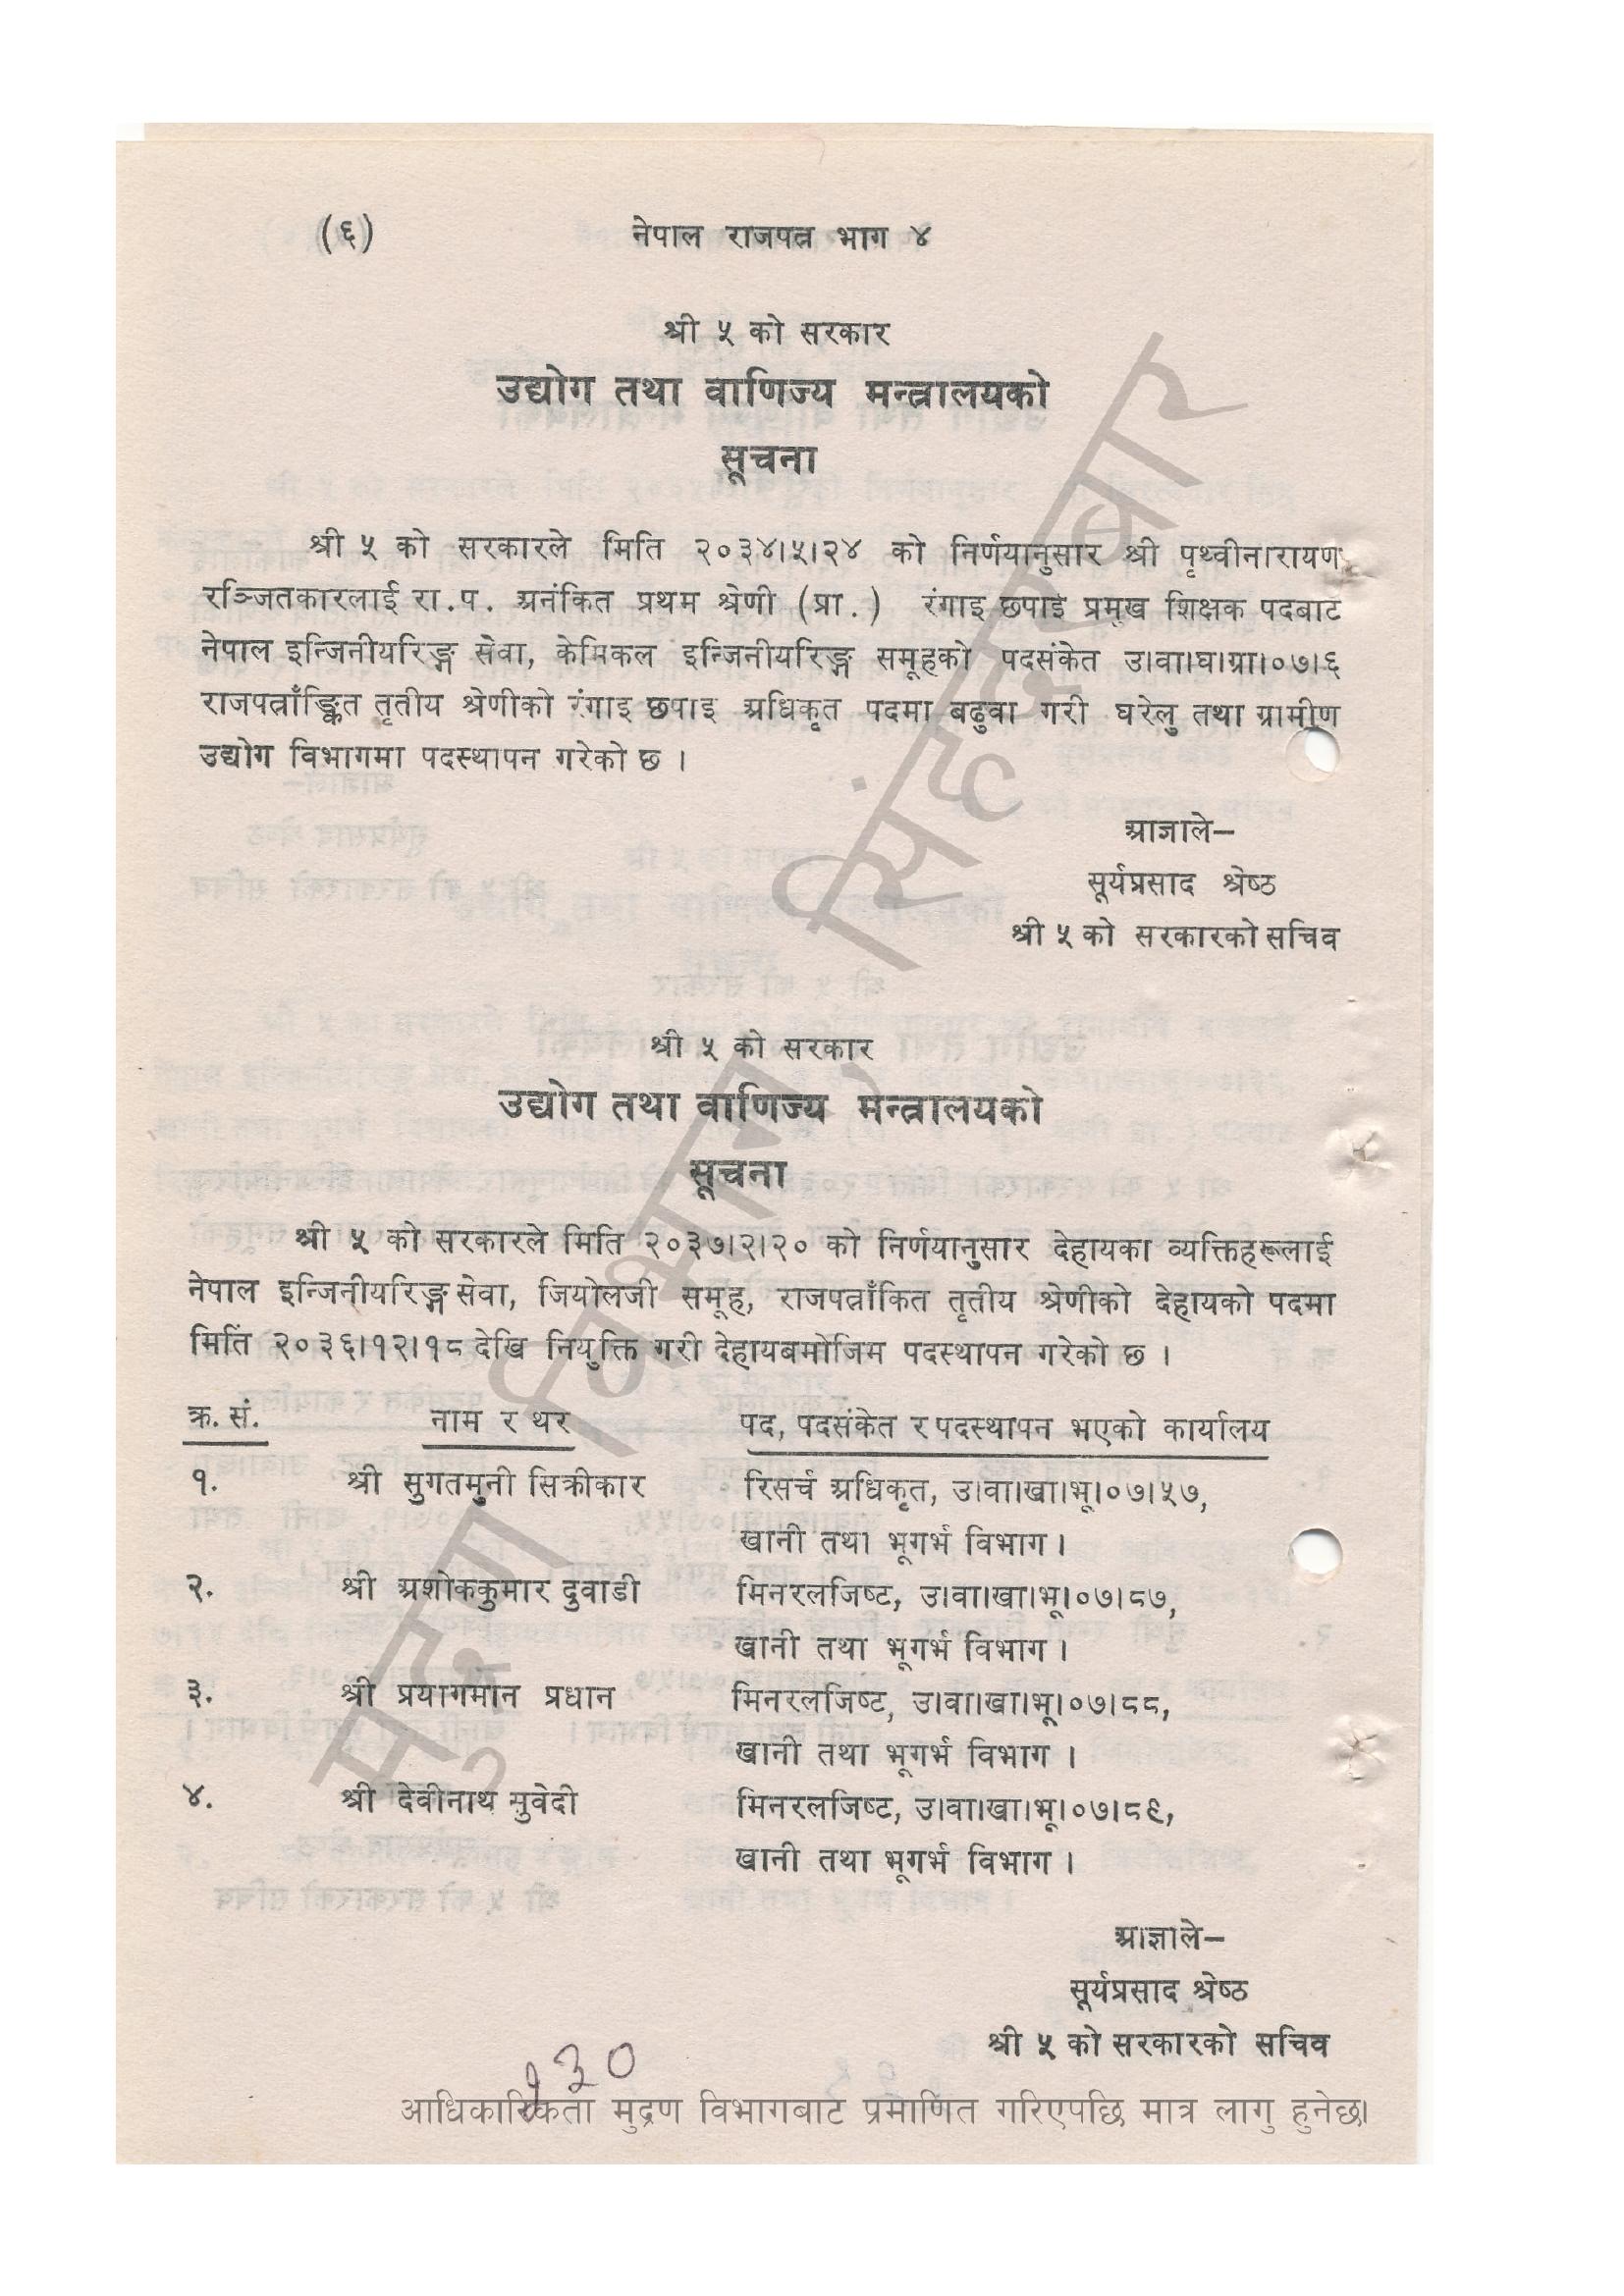 (६)
नेपाल राजपत्र भाग ४
श्री ५ को सरकार
उद्योग तथा वाणिज्य मन्त्रालयको
सूचना
श्री ५ को सरकारले मिति २०३४।५।२४ को निर्णयानुसार श्री पृथ्वीनारायण
रञ्जितकारलाई रा.प. अनंकित प्रथम श्रेणी (प्रा.) रंगाइ छपाई प्रमुख शिक्षक पदबाट
नेपाल इन्जिनीयरिङ्ग सेवा, केमिकल इन्जिनीयरिङ्ग समूहको पदसंकेत उ।वा।घ।ग्रा।०७।६
राजपत्राँङ्कित तृतीय श्रेणीको रंगाइ छपाइ अधिकृत पदमा बढुवा गरी घरेलु तथा ग्रामीण
उद्योग विभागमा पदस्थापन गरेको छ ।
आज्ञाले—
सूर्यप्रसाद श्रेष्ठ
श्री ५ को सरकारको सचिव
श्री ५ को सरकार
उद्योग तथा वाणिज्य मन्त्रालयको
सूचना
श्री ५ को सरकारले मिति २०३७।२।२० को निर्णयानुसार देहायका व्यक्तिहरूलाई
नेपाल इन्जिनीयरिङ्ग सेवा, जियोलजी समूह, राजपत्राँकित तृतीय श्रेणीको देहायको पदमा
मिति २०३६।१२।१८ देखि नियुक्ति गरी देहायबमोजिम पदस्थापन गरेको छ ।
क्र. सं. नाम र थर पद, पदसंकेत र पदस्थापन भएको कार्यालय
१. श्री सुगतमुनी सिक्रीकार रिसर्च अधिकृत, उ।वा।खा।भू।०७।५७,
खानी तथा भूगर्भ विभाग ।
२. श्री अशोककुमार दुवाडी मिनरलजिष्ट, उ।वा।खा।भू।०७।८७,
खानी तथा भूगर्भ विभाग ।
३. श्री प्रयागमान प्रधान मिनरलजिष्ट, उ।वा।खा।भू।०७।८८,
खानी तथा भूगर्भ विभाग ।
४. श्री देवीनाथ सुवेदी मिनरलजिष्ट, उ।वा।खा।भू।०७।८९,
खानी तथा भूगर्भ विभाग ।
आज्ञाले—
सूर्यप्रसाद श्रेष्ठ
श्री ५ को सरकारको सचिव
१३०
आधिकारिकता मुद्रण विभागबाट प्रमाणित गरिएपछि मात्र लागु हुनेछ।
मुद्रण विभाग, सिंहदरबार